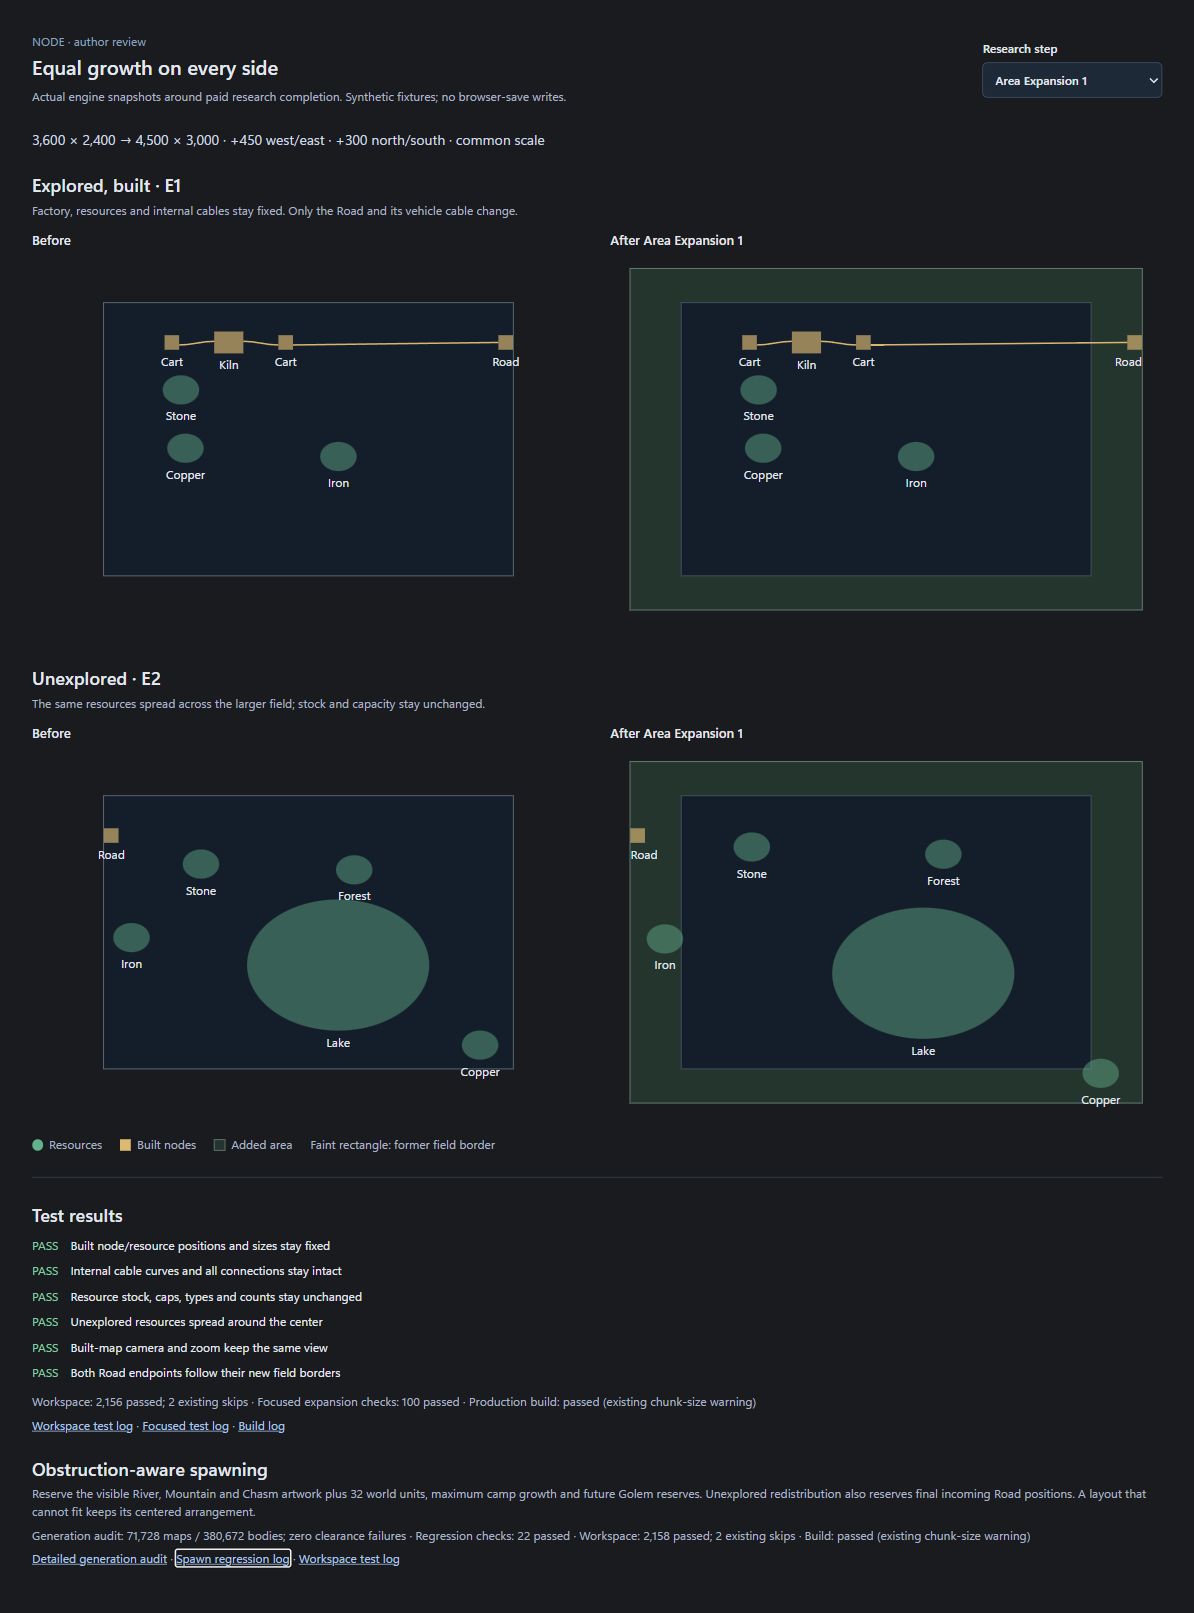 NODE · author review
Equal growth on every side
Actual engine snapshots around paid research completion. Synthetic fixtures; no browser-save writes.
Research step
Area Expansion 1
3,600 × 2,400 → 4,500 × 3,000 · +450 west/east · +300 north/south · common scale
Explored, built · E1
Factory, resources and internal cables stay fixed. Only the Road and its vehicle cable change.
Before
Cart
Kiln
Cart
Road
Stone
Copper
Iron
After Area Expansion 1
Cart
Kiln
Cart
Road
Stone
Copper
Iron
Unexplored · E2
The same resources spread across the larger field; stock and capacity stay unchanged.
Before
Road
Stone
Forest
Iron
Lake
Copper
After Area Expansion 1
Road
Stone
Forest
Iron
Lake
Copper
Resources Built nodes Added area Faint rectangle: former field border
Test results
PASS Built node/resource positions and sizes stay fixed
PASS Internal cable curves and all connections stay intact
PASS Resource stock, caps, types and counts stay unchanged
PASS Unexplored resources spread around the center
PASS Built-map camera and zoom keep the same view
PASS Both Road endpoints follow their new field borders
Workspace: 2,156 passed; 2 existing skips · Focused expansion checks: 100 passed · Production build: passed (existing chunk-size warning)
Workspace test log · Focused test log · Build log
Obstruction-aware spawning
Reserve the visible River, Mountain and Chasm artwork plus 32 world units, maximum camp growth and future Golem reserves. Unexplored redistribution also reserves final incoming Road positions. A layout that
cannot fit keeps its centered arrangement.
Generation audit: 71,728 maps / 380,672 bodies; zero clearance failures · Regression checks: 22 passed · Workspace: 2,158 passed; 2 existing skips · Build: passed (existing chunk-size warning)
Detailed generation audit · Spawn regression log · Workspace test log